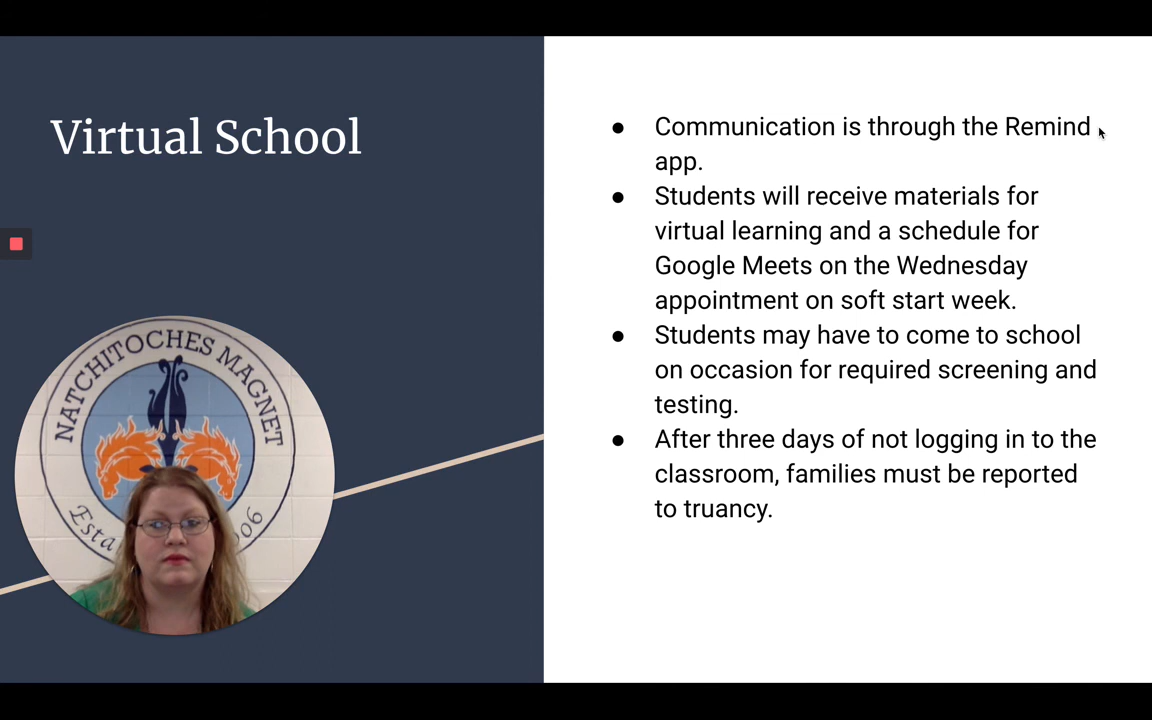 Virtual School
● Communication is through the Remind
app.
● Students will receive materials for
virtual learning and a schedule for
Google Meets on the Wednesday
appointment on soft start week.
● Students may have to come to school
on occasion for required screening and
testing.
● After three days of not logging in to the
classroom, families must be reported
to truancy.
NATCHITOCHES MAGNET
Esta
06